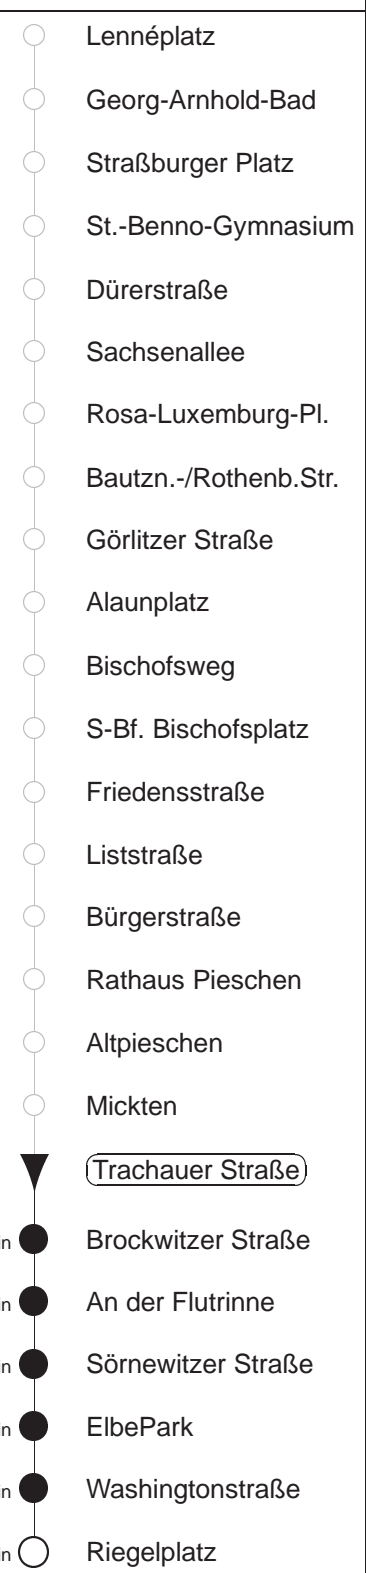 Lennéplatz
Georg-Arnhold-Bad
Straßburger Platz
St.-Benno-Gymnasium
Dürerstraße
Sachsenallee
Rosa-Luxemburg-Pl.
Bautzn.-/Rothenb.Str.
Görlitzer Straße
Alaunplatz
Bischofsweg
S-Bf. Bischofsplatz
Friedensstraße
Liststraße
Bürgerstraße
Rathaus Pieschen
Altpieschen
Mickten
Trachauer Straße
Brockwitzer Straße
An der Flutrinne
Sörnewitzer Straße
ElbePark
Washingtonstraße
Riegelplatz